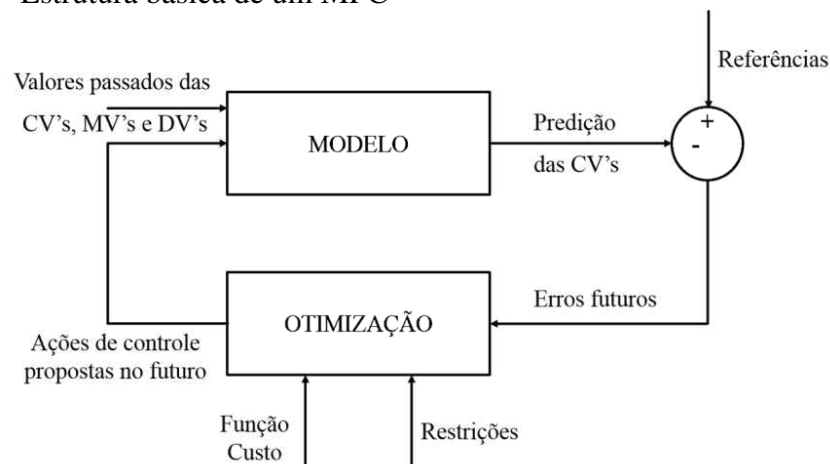 Estrutura básica de um MPC
Referências
Valores passados das
CV's, MV's e DV's
MODELO
Predição
das CV's
+
-
Erros futuros
OTIMIZAÇÃO
Ações de controle
propostas no futuro
Função
Custo
Restrições